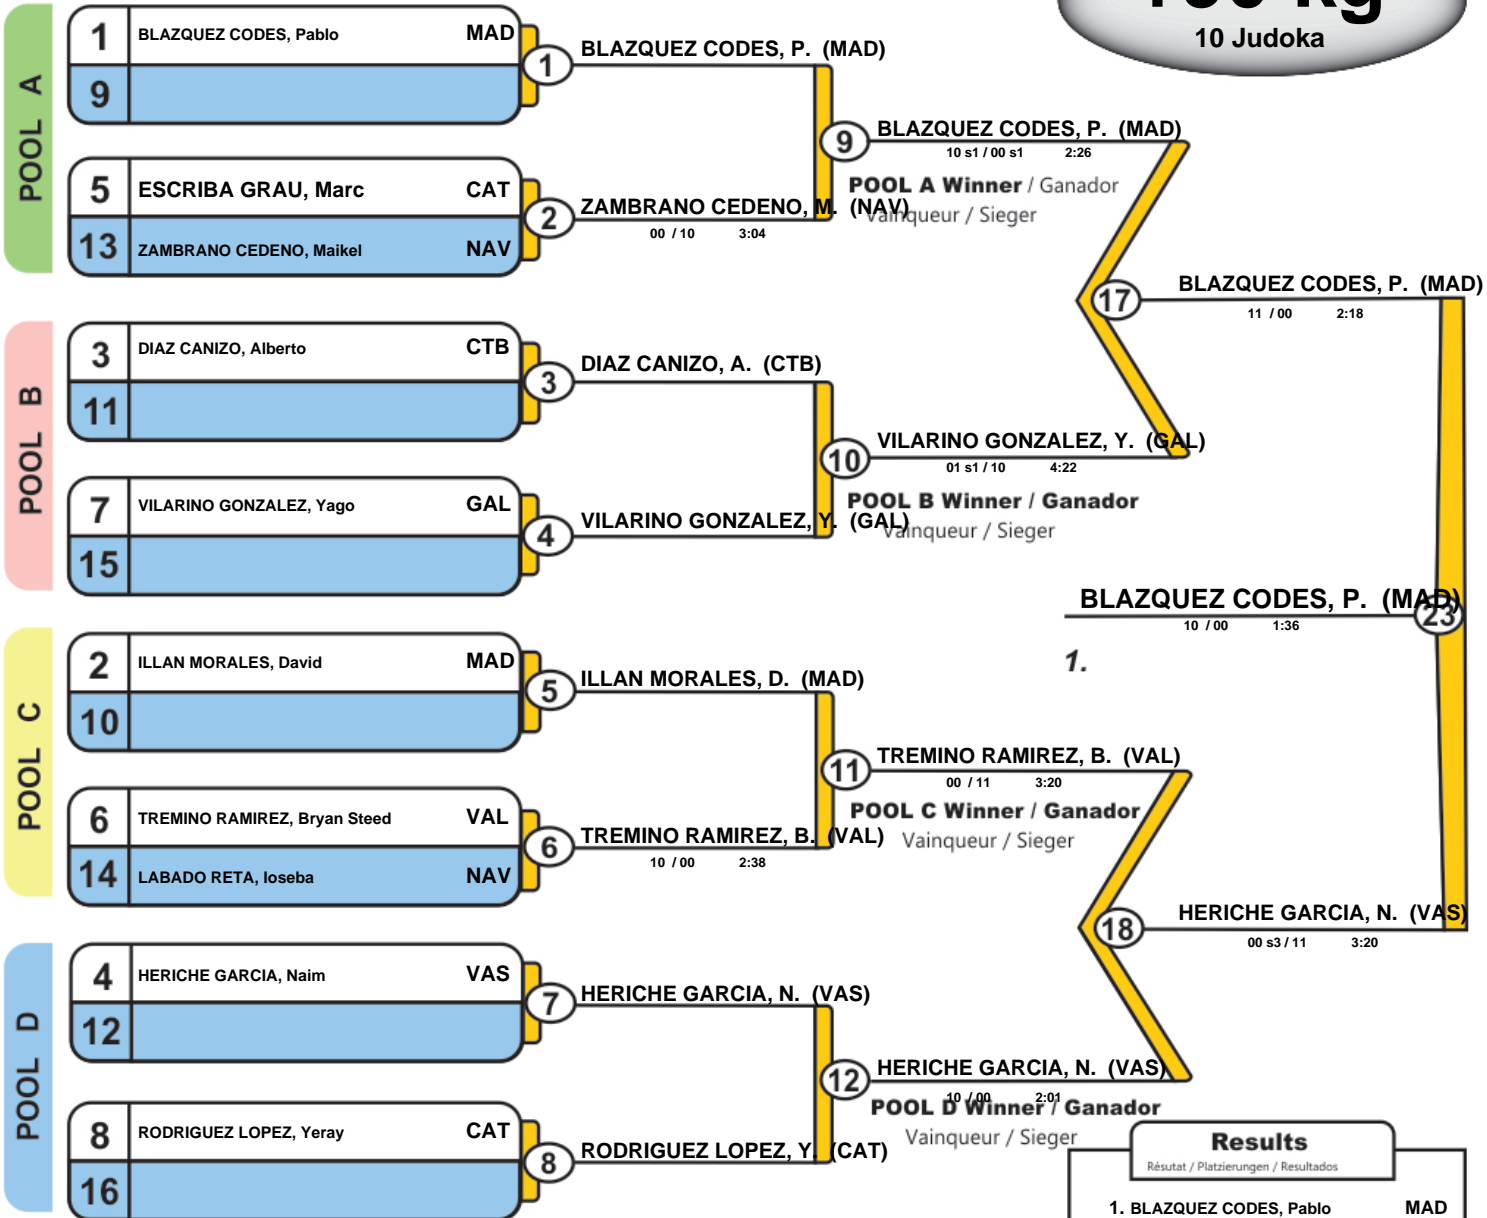 10 Judoka
POOL A
1 BLAZQUEZ CODES, Pablo MAD
9
1 BLAZQUEZ CODES, P. (MAD)
5 ESCRIBA GRAU, Marc CAT
13 ZAMBRANO CEDENO, Maikel NAV
2 ZAMBRANO CEDENO, M. (NAV)
00 / 10 3:04
9 BLAZQUEZ CODES, P. (MAD)
10 s1 / 00 s1 2:26
POOL A Winner / Ganador
Vainqueur / Sieger
17 BLAZQUEZ CODES, P. (MAD)
11 / 00 2:18
POOL B
3 DIAZ CANIZO, Alberto CTB
11
3 DIAZ CANIZO, A. (CTB)
7 VILARINO GONZALEZ, Yago GAL
15
4 VILARINO GONZALEZ, Y. (GAL)
10 VILARINO GONZALEZ, Y. (GAL)
01 s1 / 10 4:22
POOL B Winner / Ganador
Vainqueur / Sieger
BLAZQUEZ CODES, P. (MAD) 23
10 / 00 1:36
1.
POOL C
2 ILLAN MORALES, David MAD
10
5 ILLAN MORALES, D. (MAD)
6 TREMINO RAMIREZ, Bryan Steed VAL
14 LABADO RETA, Ioseba NAV
6 TREMINO RAMIREZ, B. (VAL)
10 / 00 2:38
11 TREMINO RAMIREZ, B. (VAL)
00 / 11 3:20
POOL C Winner / Ganador
Vainqueur / Sieger
18 HERICHE GARCIA, N. (VAS)
00 s3 / 11 3:20
POOL D
4 HERICHE GARCIA, Naim VAS
12
7 HERICHE GARCIA, N. (VAS)
8 RODRIGUEZ LOPEZ, Yeray CAT
16
8 RODRIGUEZ LOPEZ, Y. (CAT)
12 HERICHE GARCIA, N. (VAS)
10 / 00 2:01
POOL D Winner / Ganador
Vainqueur / Sieger
Results
Résutat / Platzierungen / Resultados
1. BLAZQUEZ CODES, Pablo MAD